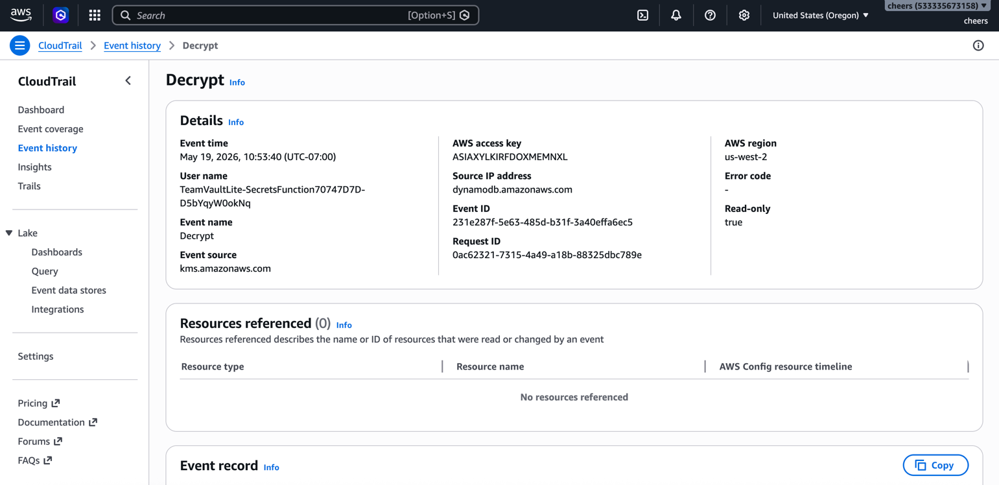 aws
Search
[Option+S]
United States (Oregon)
cheers (533335673158)
cheers
CloudTrail
Event history
Decrypt
CloudTrail
Dashboard
Event coverage
Event history
Insights
Trails
Lake
Dashboards
Query
Event data stores
Integrations
Settings
Pricing
Documentation
Forums
FAQs
Decrypt Info
Details Info
Event time
May 19, 2026, 10:53:40 (UTC-07:00)
User name
TeamVaultLite-SecretsFunction70747D7D-
D5bYqyW0okNq
Event name
Decrypt
Event source
kms.amazonaws.com
AWS access key
ASIAXYLKIRFDOXMEMNXL
Source IP address
dynamodb.amazonaws.com
Event ID
231e287f-5e63-485d-b31f-3a40effa6ec5
Request ID
0ac62321-7315-4a49-a18b-88325dbc789e
AWS region
us-west-2
Error code
-
Read-only
true
Resources referenced (0) Info
Resources referenced describes the name or ID of resources that were read or changed by an event
Resource type
Resource name
AWS Config resource timeline
No resources referenced
Event record Info
Copy